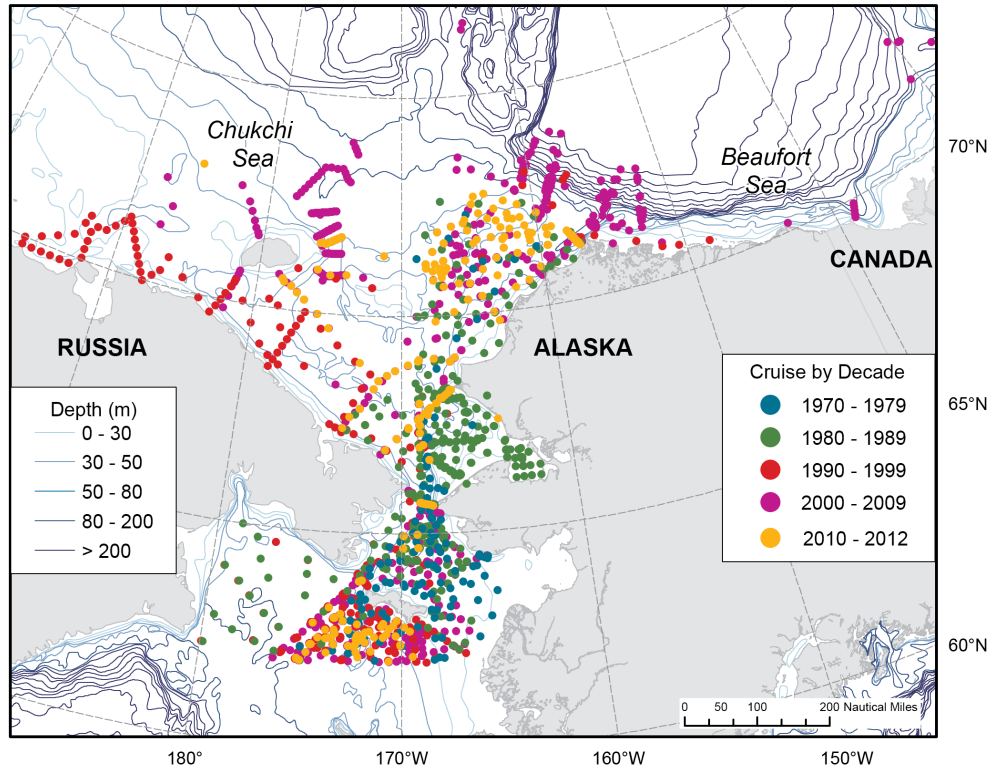 Chukchi
Sea
Beaufort
Sea
70°N
CANADA
RUSSIA
ALASKA
Depth (m)
0 - 30
30 - 50
50 - 80
80 - 200
> 200
Cruise by Decade
1970 - 1979
1980 - 1989
1990 - 1999
2000 - 2009
2010 - 2012
65°N
60°N
0 50 100 200 Nautical Miles
180° 170°W 160°W 150°W